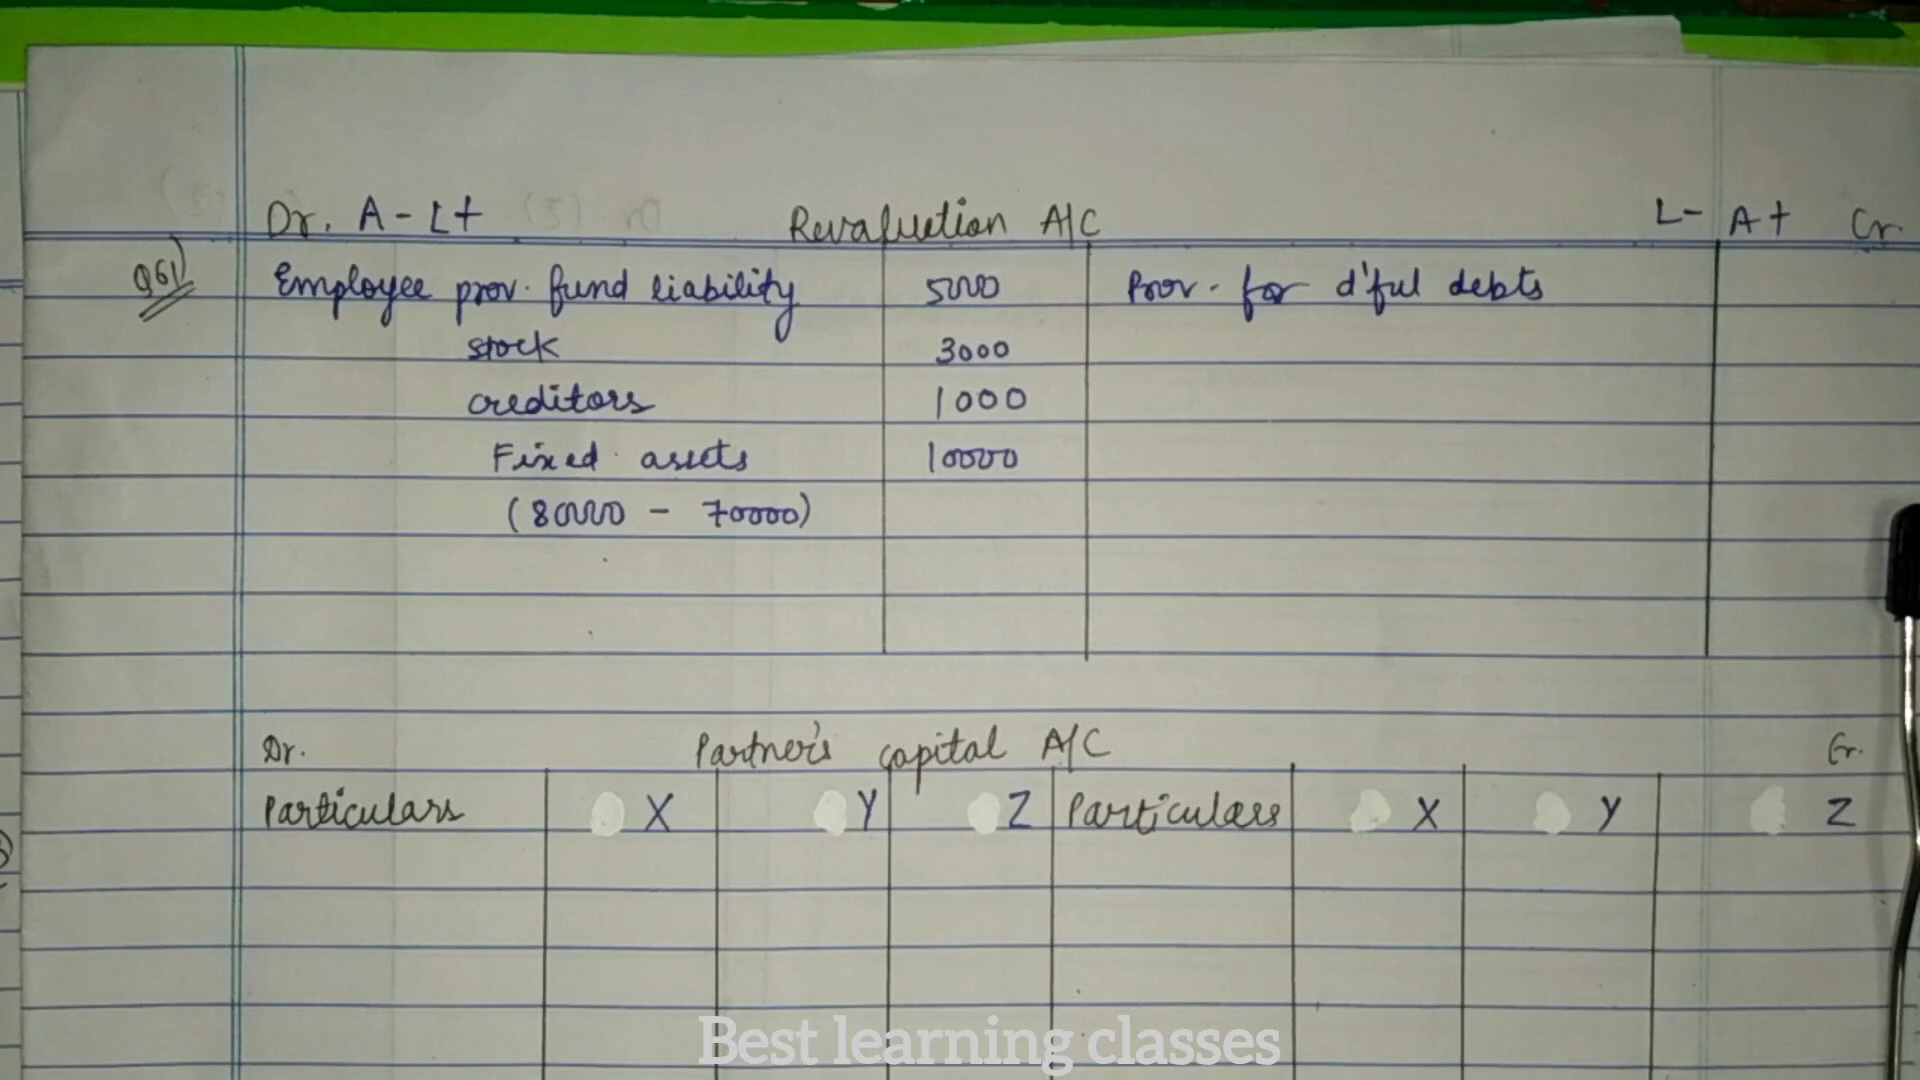 Dr. A - L+ Revaluation A/C L- A+ Cr.
Q61) Employee prov. fund liability 5000 Prov. for d'ful debts
stock 3000
creditors 1000
Fixed assets 10000
(80000 - 70000)
Dr. Partner's capital A/C Cr.
Particulars X Y Z Particulars X Y Z
Best learning classes